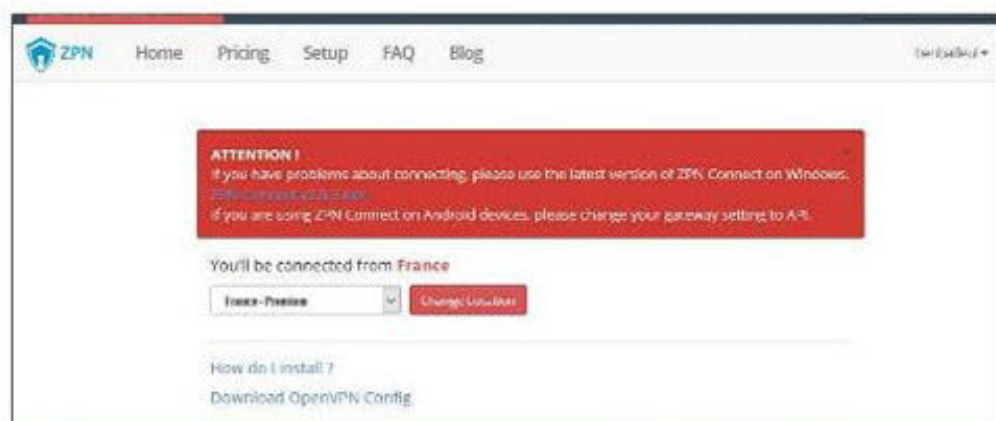 ZPN
Home Pricing Setup FAQ Blog
ATTENTION !
If you have problems about connecting, please use the latest version of ZPN Connect on Windows.
If you are using ZPN Connect on Android devices, please change your gateway setting to API.
You'll be connected from France
France - Premium
Change Location
How do I install ?
Download OpenVPN Config